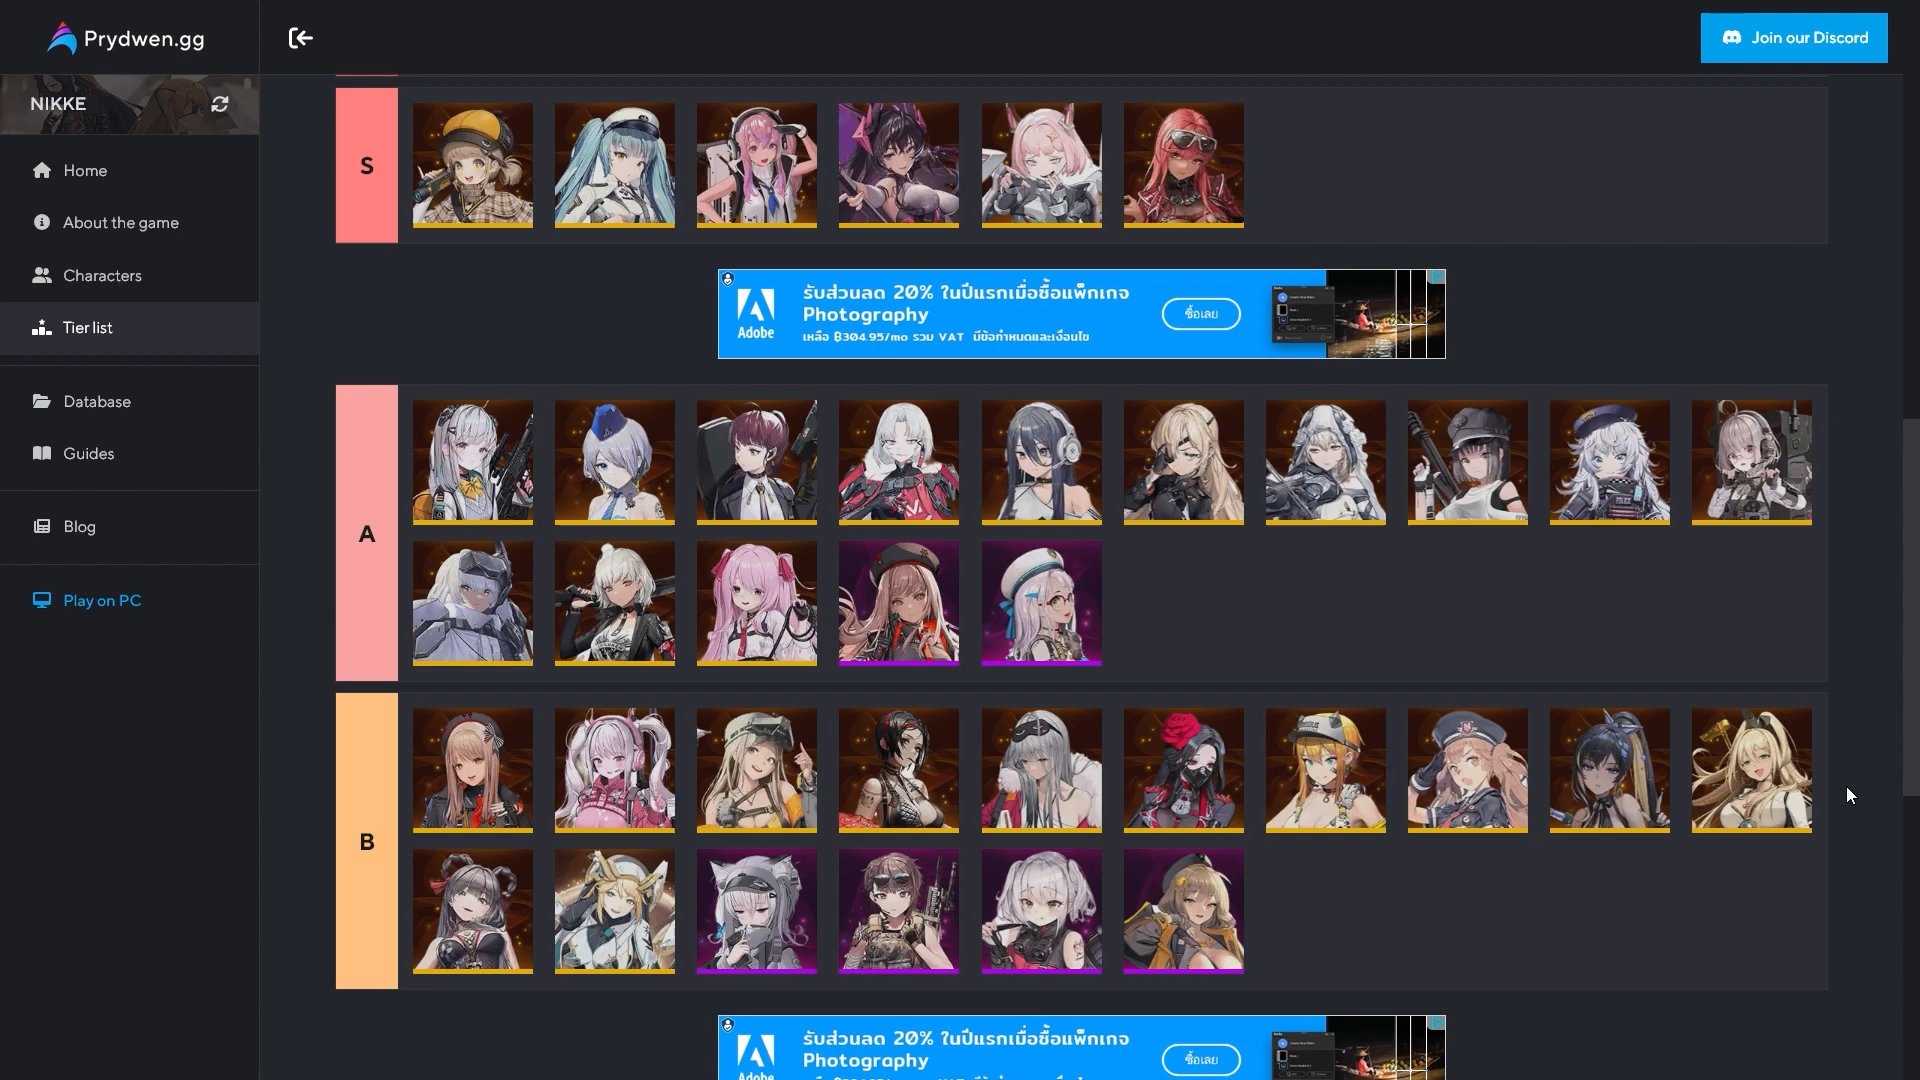 Prydwen.gg
Join our Discord
NIKKE
Home
About the game
Characters
Tier list
Database
Guides
Blog
Play on PC
S
Adobe
รับส่วนลด 20% ในปีแรกเมื่อซื้อแพ็กเกจ
Photography
เหลือ ฿304.95/mo รวม VAT มีข้อกำหนดและเงื่อนไข
ซื้อเลย
A
B
Adobe
รับส่วนลด 20% ในปีแรกเมื่อซื้อแพ็กเกจ
Photography
ซื้อเลย